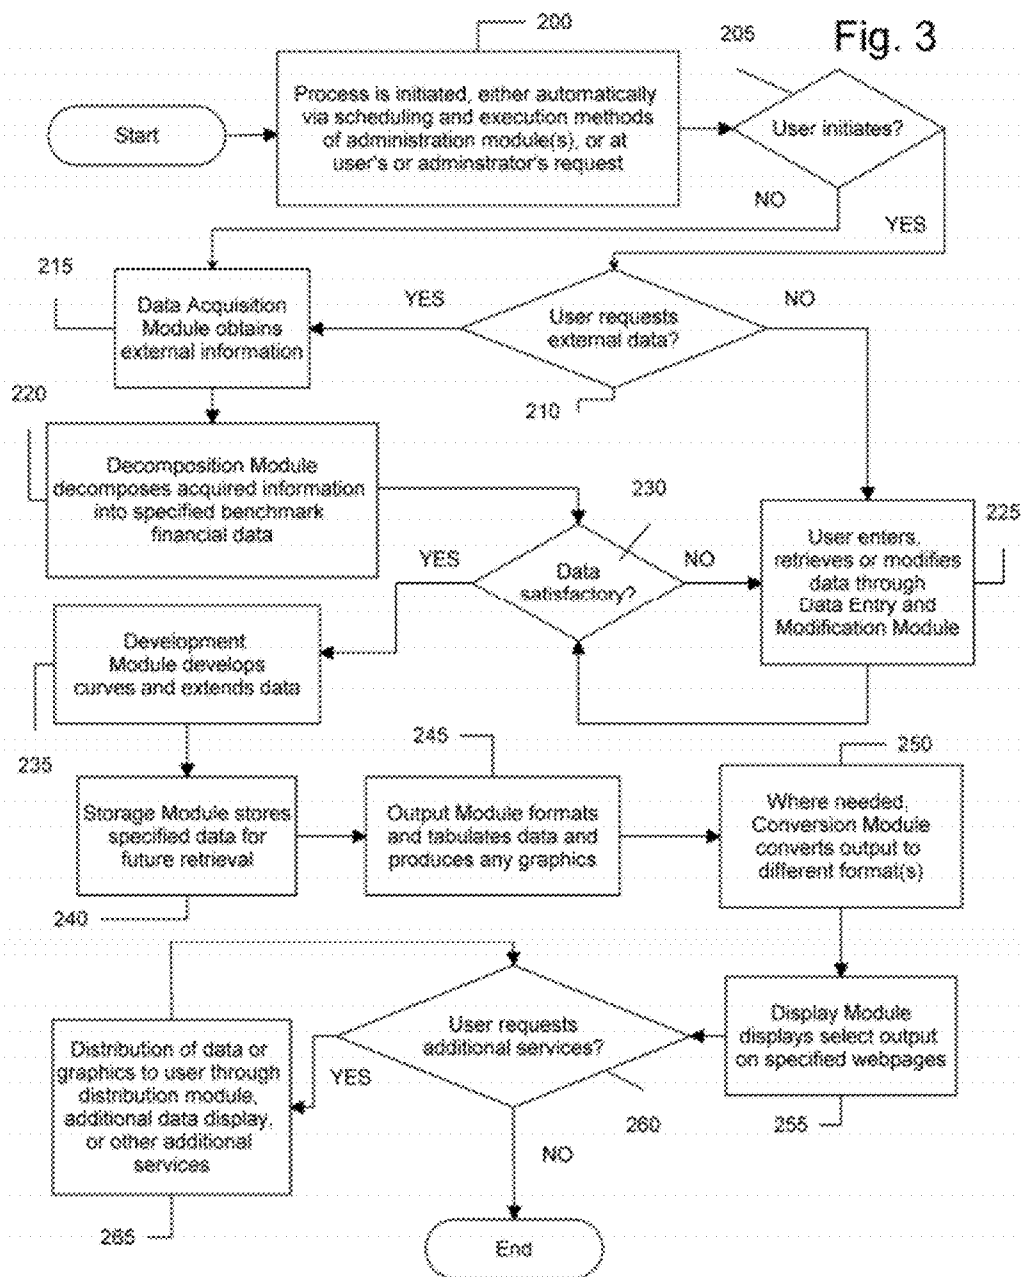 Fig. 3
200
205
Start
Process is initiated, either automatically
via scheduling and execution methods
of administration module(s), or at
user's or adminstrator's request
User initiates?
NO
YES
215
Data Acquisition
Module obtains
external information
YES
User requests
external data?
NO
210
220
Decomposition Module
decomposes acquired information
into specified benchmark
financial data
230
YES
Data
satisfactory?
NO
225
User enters,
retrieves or modifies
data through
Data Entry and
Modification Module
Development
Module develops
curves and extends data
235
245
250
Storage Module stores
specified data for
future retrieval
Output Module formats
and tabulates data and
produces any graphics
Where needed,
Conversion Module
converts output to
different format(s)
240
Distribution of data or
graphics to user through
distribution module,
additional data display,
or other additional
services
YES
User requests
additional services?
Display Module
displays select output
on specified webpages
260
255
NO
265
End